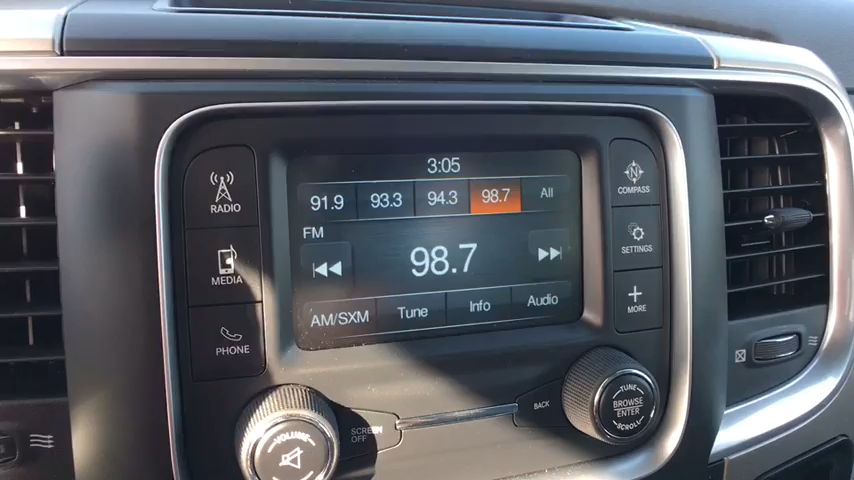 3:05
91.9 93.3 94.3 98.7 All
FM
98.7
AM/SXM Tune Info Audio
RADIO
MEDIA
PHONE
COMPASS
SETTINGS
MORE
VOLUME
SCREEN
OFF
BACK
TUNE
BROWSE
ENTER
SCROLL